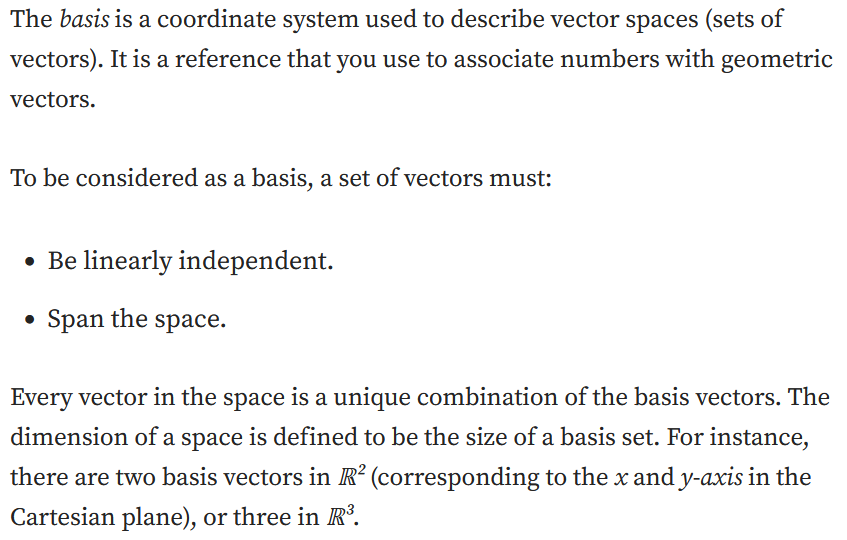 The basis is a coordinate system used to describe vector spaces (sets of
vectors). It is a reference that you use to associate numbers with geometric
vectors.
To be considered as a basis, a set of vectors must:
• Be linearly independent.
• Span the space.
Every vector in the space is a unique combination of the basis vectors. The
dimension of a space is defined to be the size of a basis set. For instance,
there are two basis vectors in ℝ² (corresponding to the x and y-axis in the
Cartesian plane), or three in ℝ³.